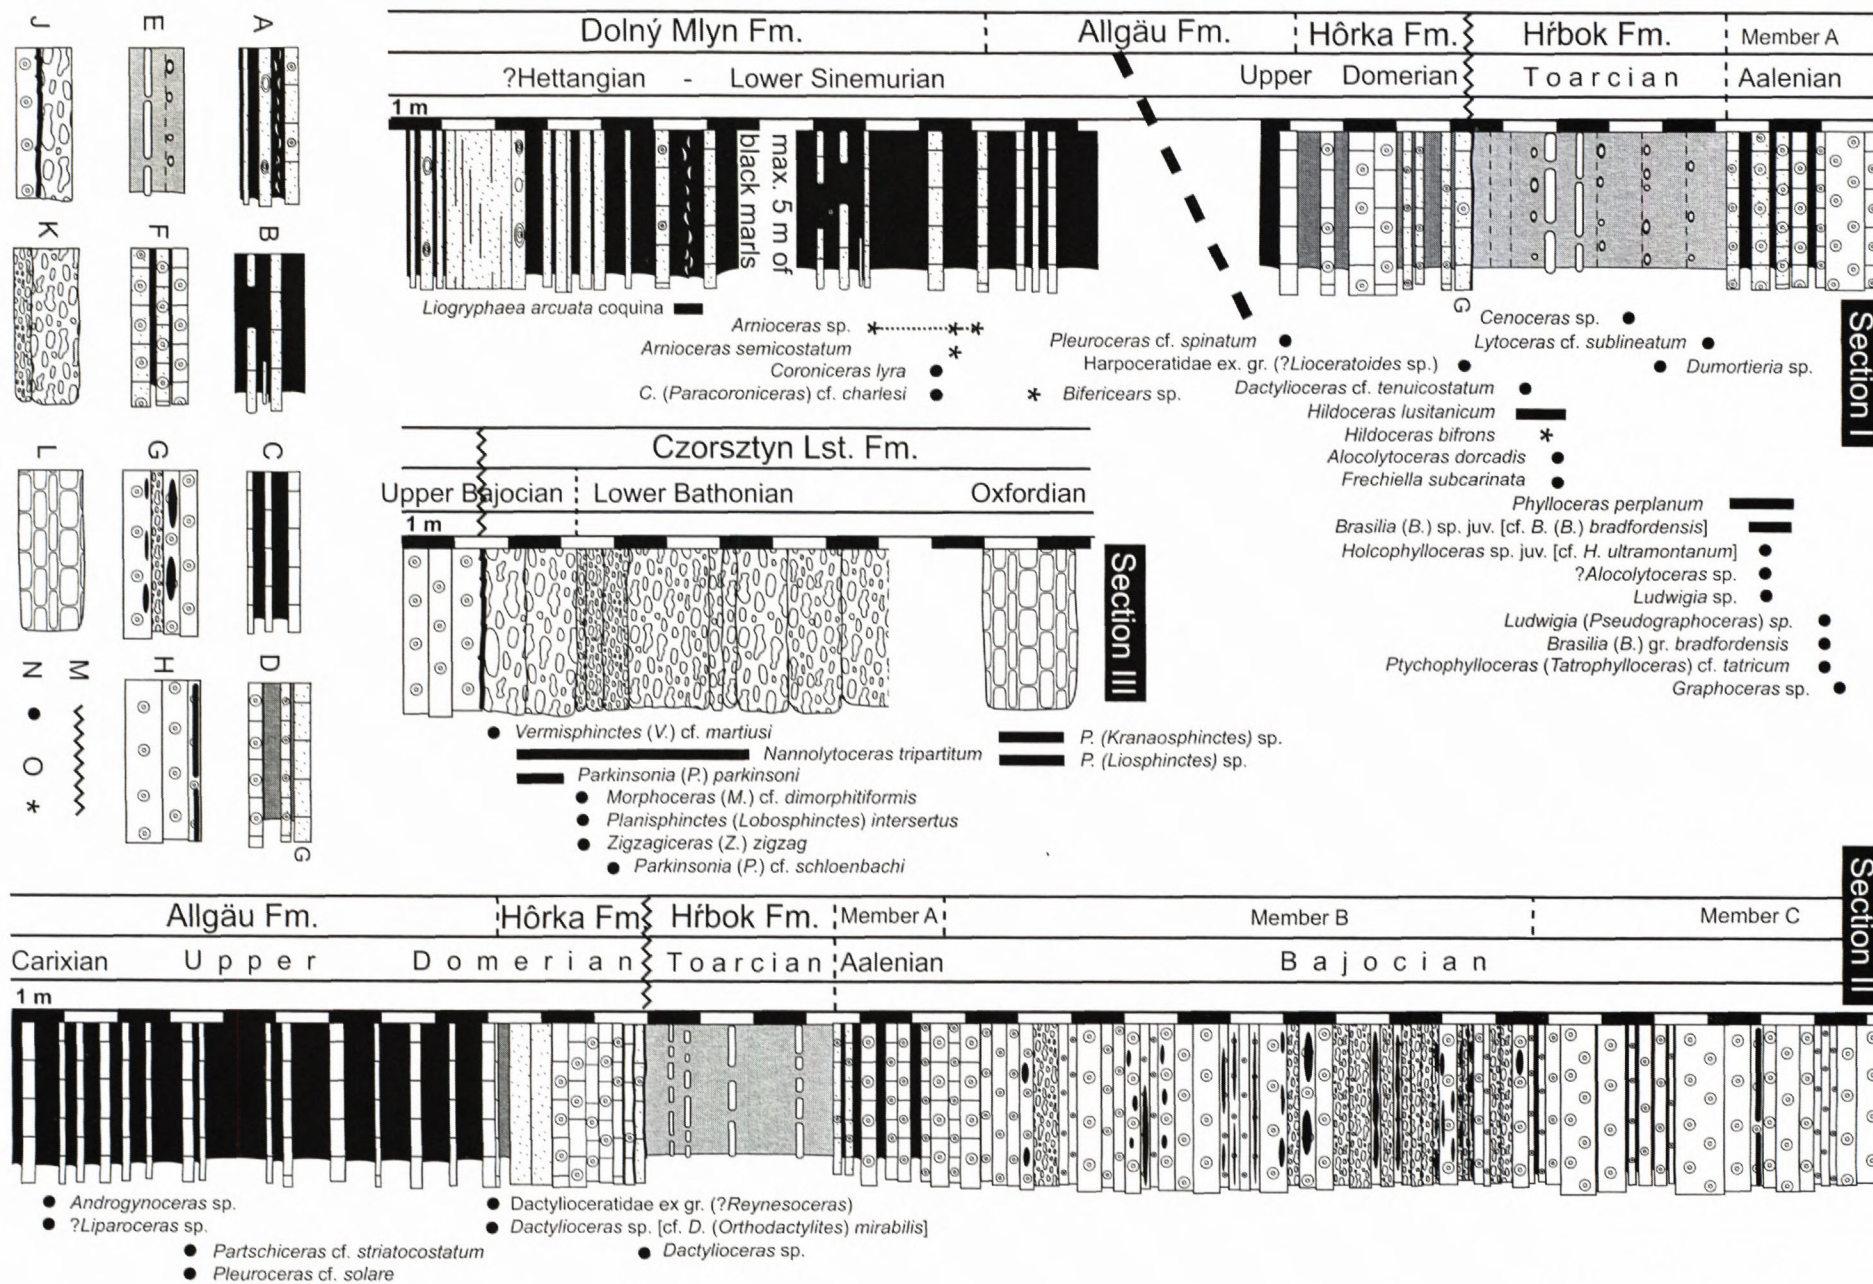 Dolný Mlyn Fm. Allgäu Fm. Hôrka Fm. Hŕbok Fm. Member A
?Hettangian - Lower Sinemurian Upper Domerian Toarcian Aalenian
1 m
max. 5 m of
black marls
G
Section I
Liogryphaea arcuata coquina
Arnioceras sp.
Arnioceras semicostatum
Coroniceras lyra
C. (Paracoroniceras) cf. charlesi
Bifericears sp.
Pleuroceras cf. spinatum
Harpoceratidae ex. gr. (?Lioceratoides sp.)
Cenoceras sp.
Lytoceras cf. sublineatum
Dumortieria sp.
Dactylioceras cf. tenuicostatum
Hildoceras lusitanicum
Hildoceras bifrons
Alocolytoceras dorcadis
Frechiella subcarinata
Phylloceras perplanum
Brasilia (B.) sp. juv. [cf. B. (B.) bradfordensis]
Holcophylloceras sp. juv. [cf. H. ultramontanum]
?Alocolytoceras sp.
Ludwigia sp.
Ludwigia (Pseudographoceras) sp.
Brasilia (B.) gr. bradfordensis
Ptychophylloceras (Tatrophylloceras) cf. tatricum
Graphoceras sp.
J E A
K F B
L G C
N M H D
G
Czorsztyn Lst. Fm.
Upper Bajocian Lower Bathonian Oxfordian
1 m
Section III
Vermisphinctes (V.) cf. martiusi
Nannolytoceras tripartitum
Parkinsonia (P.) parkinsoni
Morphoceras (M.) cf. dimorphitiformis
Planisphinctes (Lobosphinctes) intersertus
Zigzagiceras (Z.) zigzag
Parkinsonia (P.) cf. schloenbachi
P. (Kranaosphinctes) sp.
P. (Liosphinctes) sp.
Section II
Allgäu Fm. Hôrka Fm Hŕbok Fm. Member A Member B Member C
Carixian Upper Domerian Toarcian Aalenian Bajocian
1 m
Androgynoceras sp.
?Liparoceras sp.
Partschiceras cf. striatocostatum
Pleuroceras cf. solare
Dactylioceratidae ex gr. (?Reynesoceras)
Dactylioceras sp. [cf. D. (Orthodactylites) mirabilis]
Dactylioceras sp.